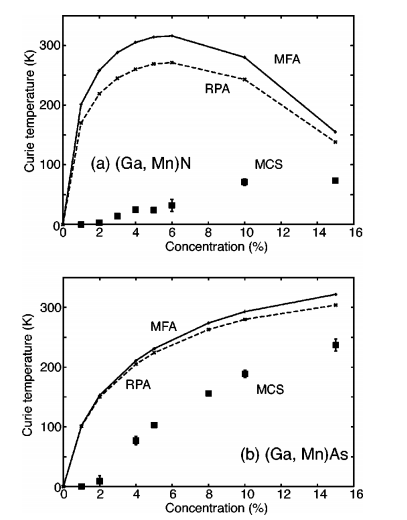 300
200
100
0
Curie temperature (K)
MFA
RPA
(a) (Ga, Mn)N
MCS
0 2 4 6 8 10 12 14 16
Concentration (%)
300
200
100
0
Curie temperature (K)
MFA
RPA
MCS
(b) (Ga, Mn)As
0 2 4 6 8 10 12 14 16
Concentration (%)